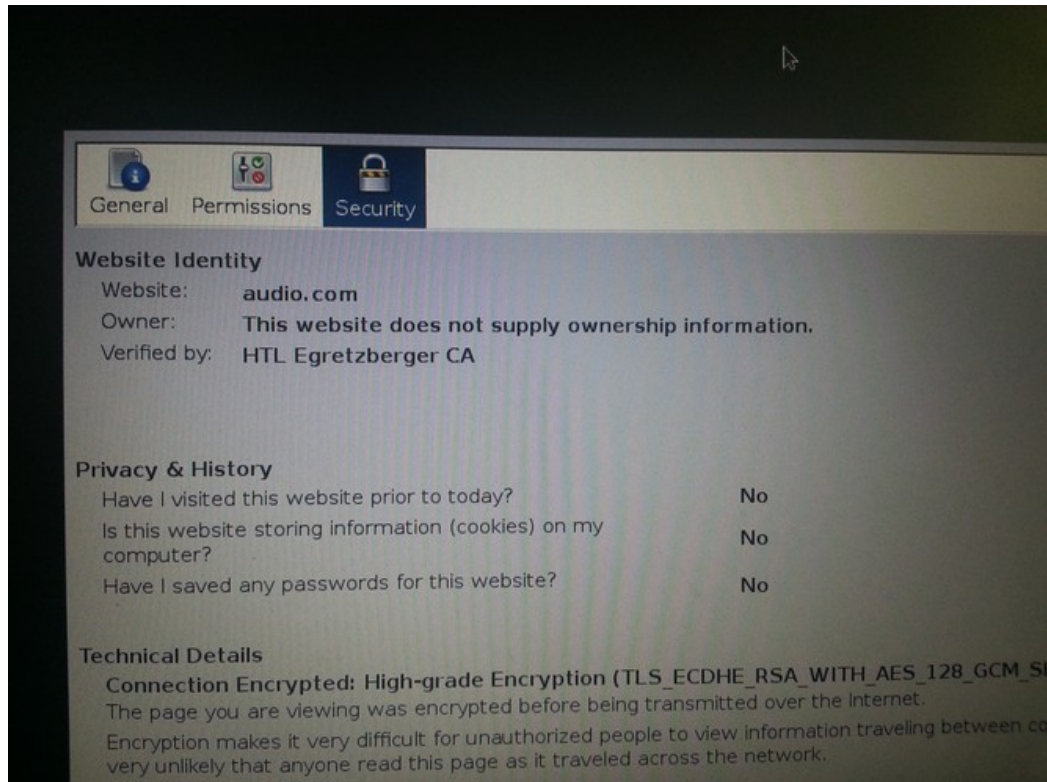 General Permissions Security
Website Identity
Website: audio.com
Owner: This website does not supply ownership information.
Verified by: HTL Egretzberger CA
Privacy & History
Have I visited this website prior to today? No
Is this website storing information (cookies) on my
computer? No
Have I saved any passwords for this website? No
Technical Details
Connection Encrypted: High-grade Encryption (TLS_ECDHE_RSA_WITH_AES_128_GCM_
The page you are viewing was encrypted before being transmitted over the Internet.
Encryption makes it very difficult for unauthorized people to view information traveling between
very unlikely that anyone read this page as it traveled across the network.